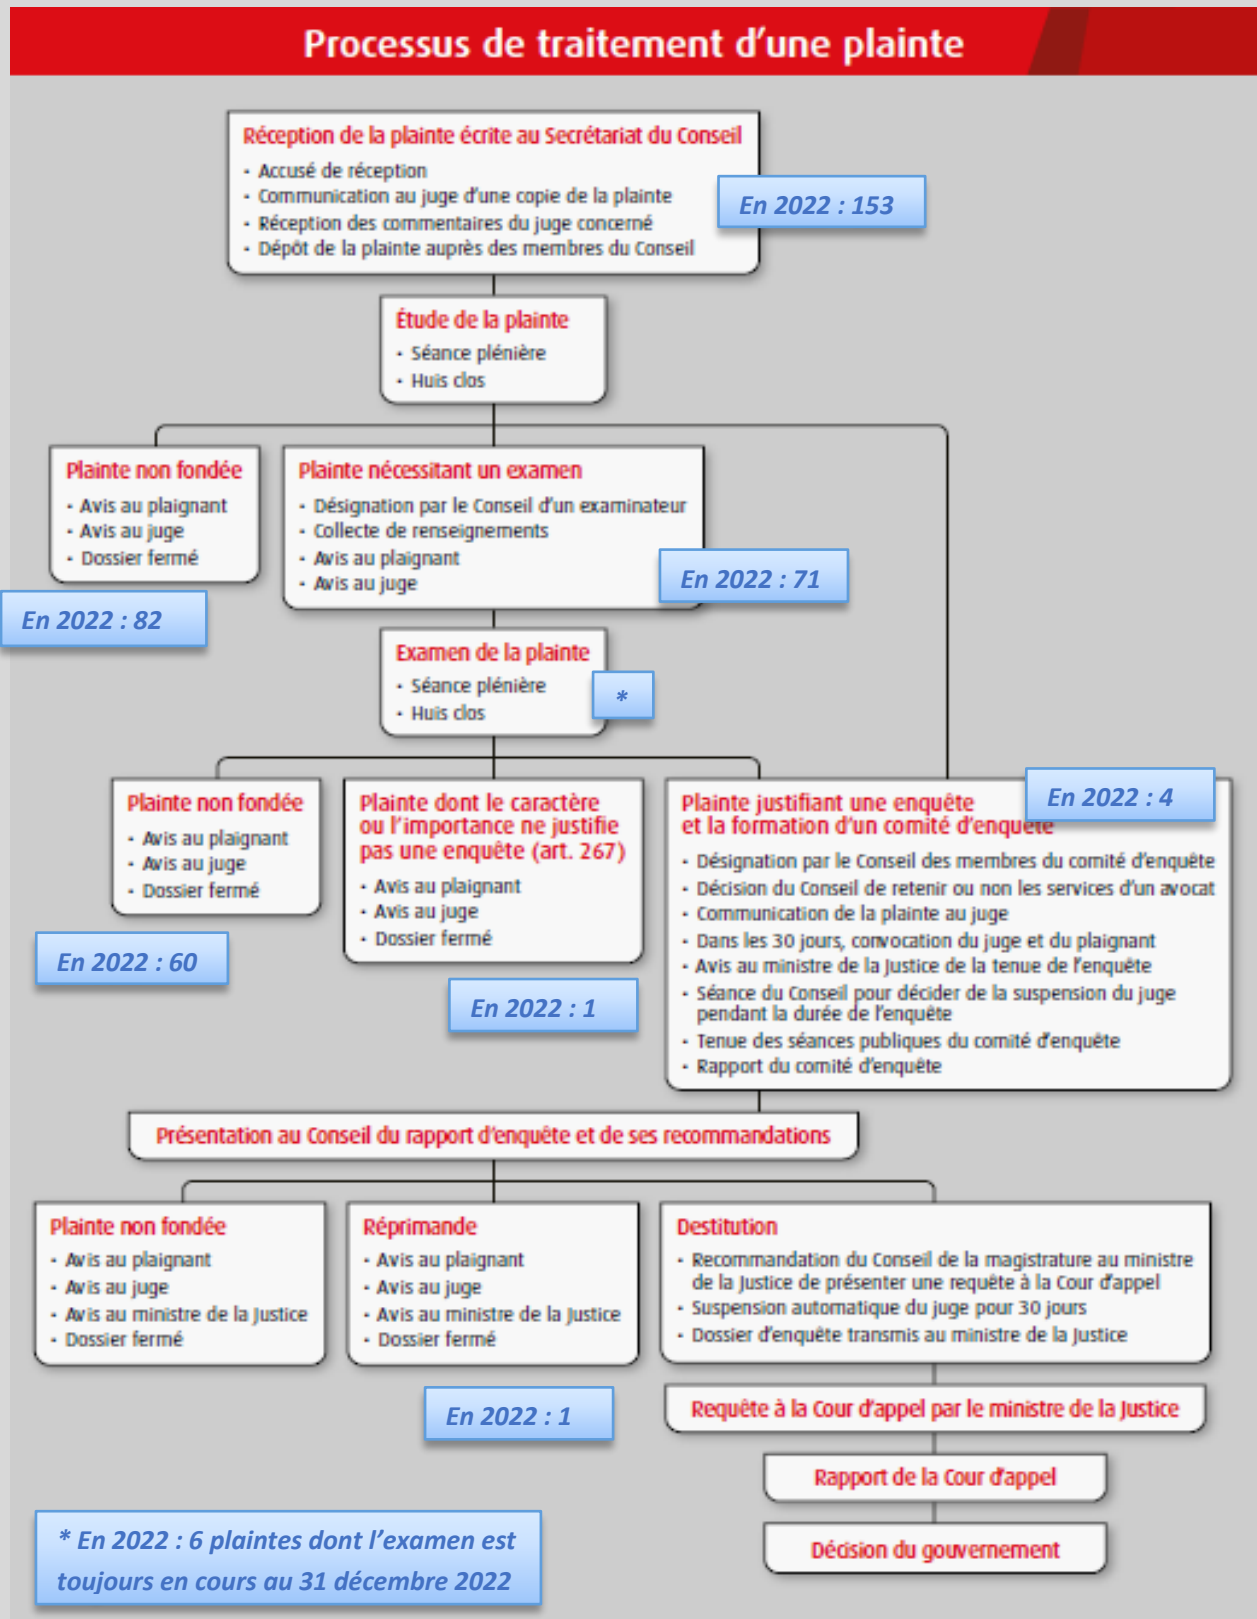 Processus de traitement d'une plainte
Réception de la plainte écrite au Secrétariat du Conseil
- Accusé de réception
- Communication au juge d'une copie de la plainte
- Réception des commentaires du juge concerné
- Dépôt de la plainte auprès des membres du Conseil
En 2022 : 153
Étude de la plainte
- Séance plénière
- Huis clos
Plainte non fondée
- Avis au plaignant
- Avis au juge
- Dossier fermé
En 2022 : 82
Plainte nécessitant un examen
- Désignation par le Conseil d'un examinateur
- Collecte de renseignements
- Avis au plaignant
- Avis au juge
En 2022 : 71
Examen de la plainte
- Séance plénière
- Huis clos
*
Plainte non fondée
- Avis au plaignant
- Avis au juge
- Dossier fermé
En 2022 : 60
Plainte dont le caractère
ou l'importance ne justifie
pas une enquête (art. 267)
- Avis au plaignant
- Avis au juge
- Dossier fermé
En 2022 : 1
Plainte justifiant une enquête
et la formation d'un comité d'enquête
En 2022 : 4
- Désignation par le Conseil des membres du comité d'enquête
- Décision du Conseil de retenir ou non les services d'un avocat
- Communication de la plainte au juge
- Dans les 30 jours, convocation du juge et du plaignant
- Avis au ministre de la Justice de la tenue de l'enquête
- Séance du Conseil pour décider de la suspension du juge
pendant la durée de l'enquête
- Tenue des séances publiques du comité d'enquête
- Rapport du comité d'enquête
Présentation au Conseil du rapport d'enquête et de ses recommandations
Plainte non fondée
- Avis au plaignant
- Avis au juge
- Avis au ministre de la Justice
- Dossier fermé
Réprimande
- Avis au plaignant
- Avis au juge
- Avis au ministre de la Justice
- Dossier fermé
En 2022 : 1
Destitution
- Recommandation du Conseil de la magistrature au ministre
de la Justice de présenter une requête à la Cour d'appel
- Suspension automatique du juge pour 30 jours
- Dossier d'enquête transmis au ministre de la Justice
Requête à la Cour d'appel par le ministre de la Justice
Rapport de la Cour d'appel
Décision du gouvernement
* En 2022 : 6 plaintes dont l'examen est
toujours en cours au 31 décembre 2022